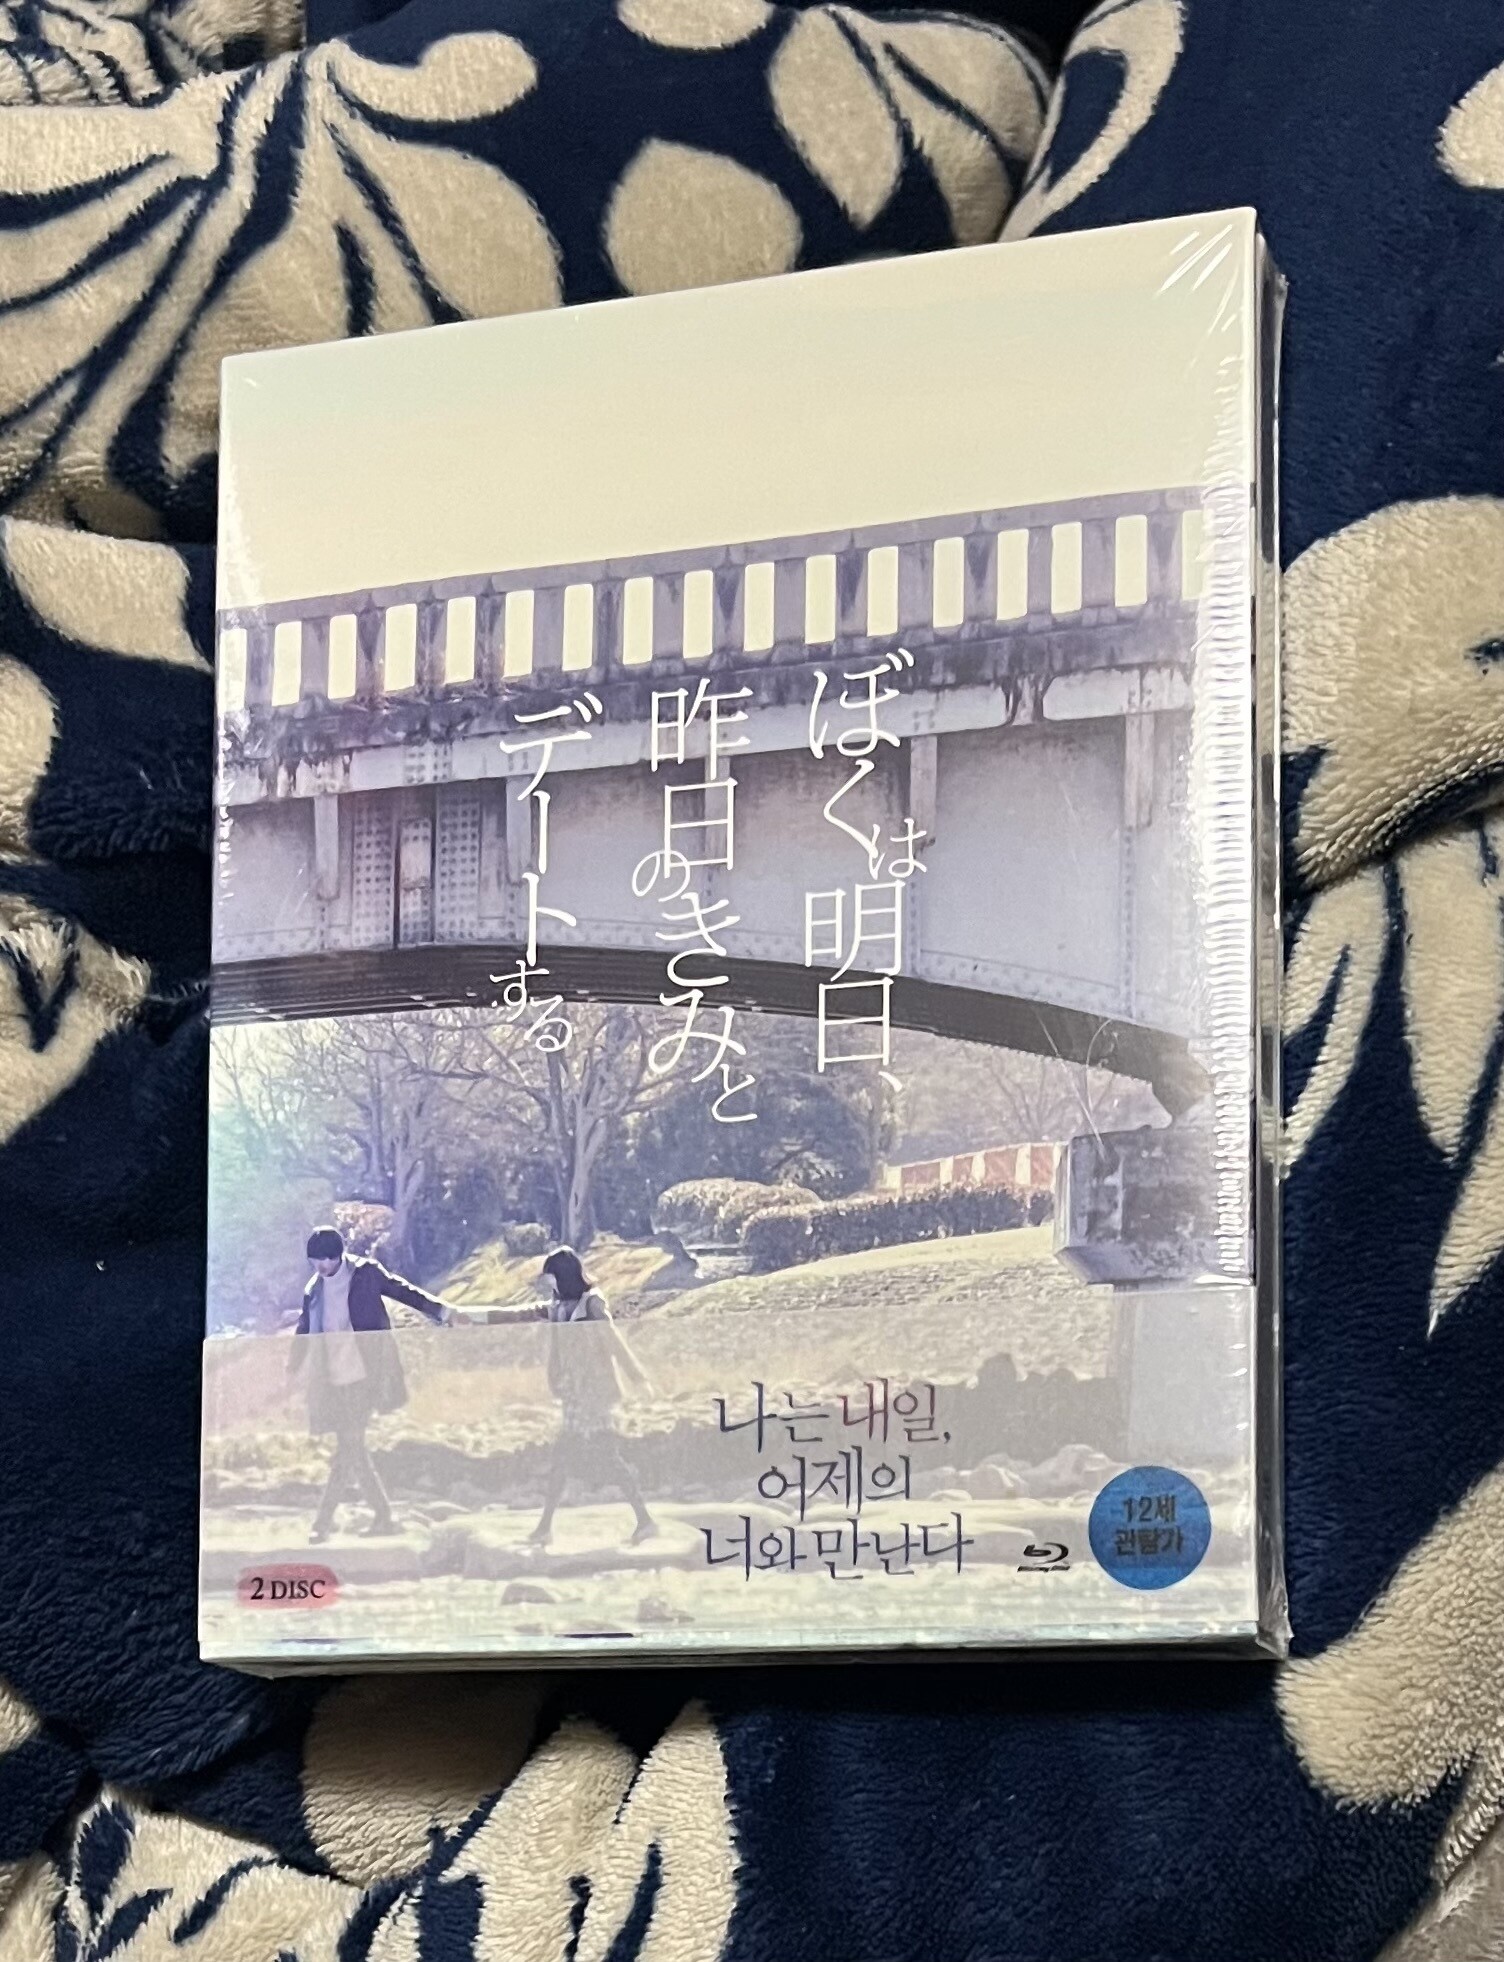 ぼくは明日、
昨日のきみと
デートする
나는 내일,
어제의
너와 만난다
12세
관람가
2 DISC